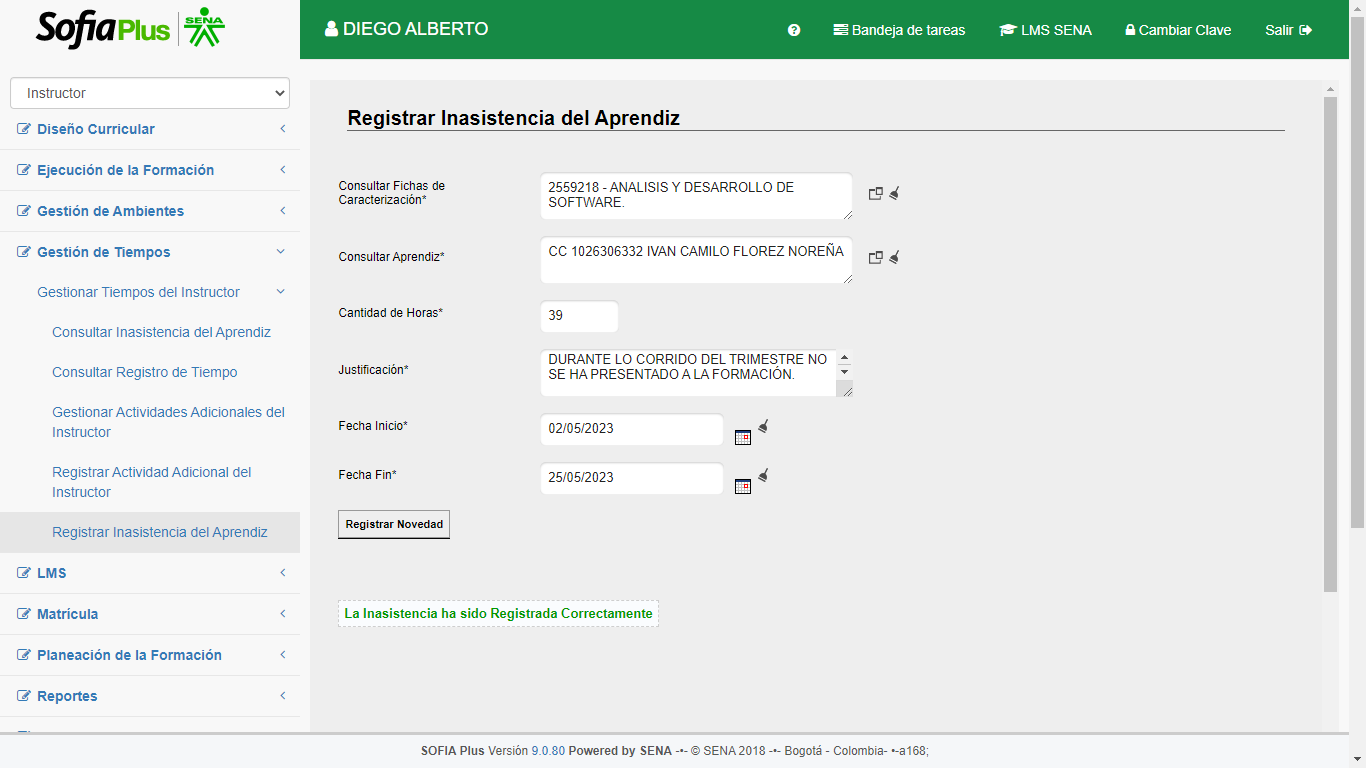 SofiaPlus
SENA
DIEGO ALBERTO
Bandeja de tareas
LMS SENA
Cambiar Clave
Salir
Instructor
Diseño Curricular
Ejecución de la Formación
Gestión de Ambientes
Gestión de Tiempos
Gestionar Tiempos del Instructor
Consultar Inasistencia del Aprendiz
Consultar Registro de Tiempo
Gestionar Actividades Adicionales del
Instructor
Registrar Actividad Adicional del
Instructor
Registrar Inasistencia del Aprendiz
LMS
Matrícula
Planeación de la Formación
Reportes
Registrar Inasistencia del Aprendiz
Consultar Fichas de
Caracterización*
2559218 - ANALISIS Y DESARROLLO DE
SOFTWARE.
Consultar Aprendiz*
CC 1026306332 IVAN CAMILO FLOREZ NOREÑA
Cantidad de Horas*
39
Justificación*
DURANTE LO CORRIDO DEL TRIMESTRE NO
SE HA PRESENTADO A LA FORMACIÓN.
Fecha Inicio*
02/05/2023
Fecha Fin*
25/05/2023
Registrar Novedad
La Inasistencia ha sido Registrada Correctamente
SOFIA Plus Versión 9.0.80 Powered by SENA -•- © SENA 2018 -•- Bogotá - Colombia- •-a168;